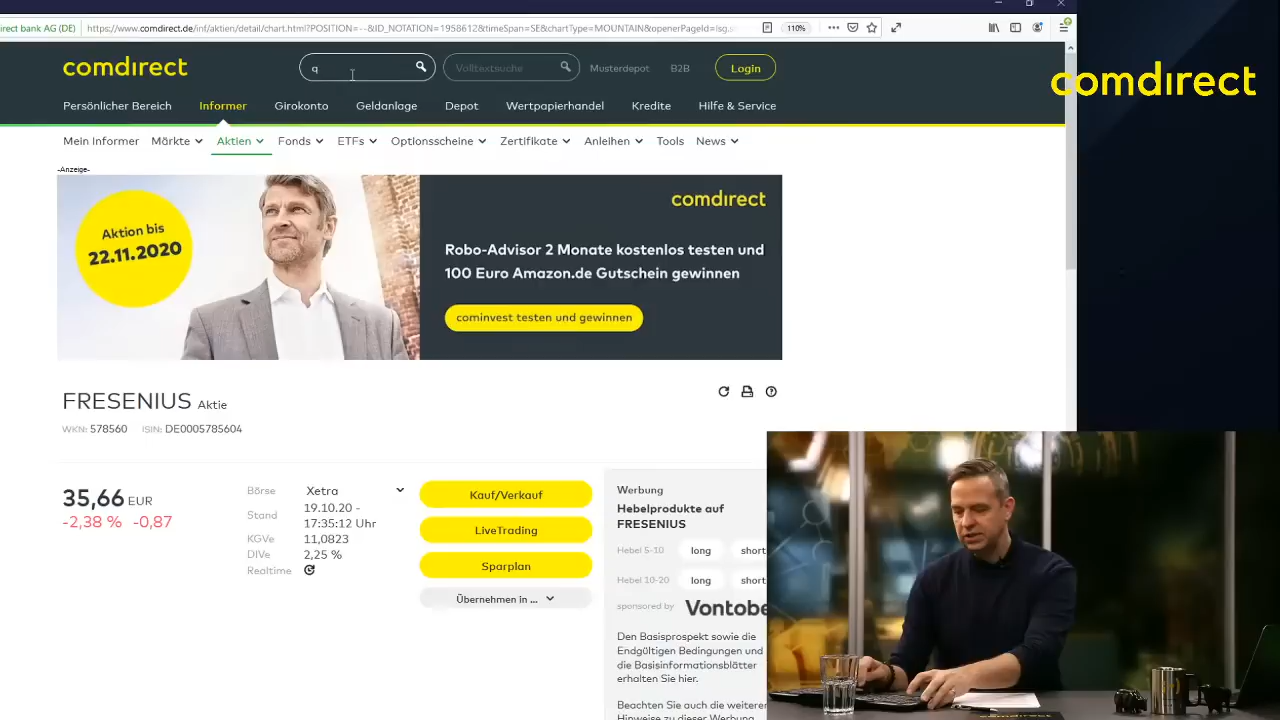 irect bank AG (DE)
https://www.comdirect.de/inf/aktien/detail/chart.html?POSITION=--&ID_NOTATION=1958612&timeSpan=SE&chartType=MOUNTAIN&openerPageId=lsg.s
110%
comdirect
q
Volltextsuche
Musterdepot
B2B
Login
comdirect
Persönlicher Bereich
Informer
Girokonto
Geldanlage
Depot
Wertpapierhandel
Kredite
Hilfe & Service
Mein Informer
Märkte
Aktien
Fonds
ETFs
Optionsscheine
Zertifikate
Anleihen
Tools
News
-Anzeige-
Aktion bis
22.11.2020
comdirect
Robo-Advisor 2 Monate kostenlos testen und
100 Euro Amazon.de Gutschein gewinnen
cominvest testen und gewinnen
FRESENIUS Aktie
WKN: 578560 ISIN: DE0005785604
35,66 EUR
-2,38 % -0,87
Börse Xetra
Stand 19.10.20 -
17:35:12 Uhr
KGVe 11,0823
DIVe 2,25 %
Realtime
Kauf/Verkauf
LiveTrading
Sparplan
Übernehmen in ...
Werbung
Hebelprodukte auf
FRESENIUS
Hebel 5-10 long short
Hebel 10-20 long short
sponsored by Vontobe
Den Basisprospekt sowie die
Endgültigen Bedingungen und
die Basisinformationsblätter
erhalten Sie hier.
Beachten Sie auch die weiteren
Hinweise zu dieser Werbung